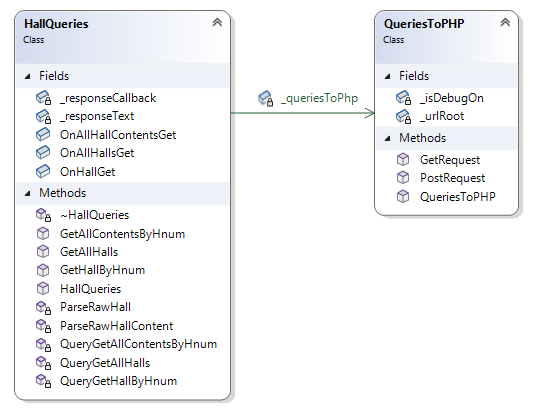 HallQueries
Class
Fields
_responseCallback
_responseText
OnAllHallContentsGet
OnAllHallsGet
OnHallGet
Methods
~HallQueries
GetAllContentsByHnum
GetAllHalls
GetHallByHnum
HallQueries
ParseRawHall
ParseRawHallContent
QueryGetAllContentsByHnum
QueryGetAllHalls
QueryGetHallByHnum
_queriesToPhp
QueriesToPHP
Class
Fields
_isDebugOn
_urlRoot
Methods
GetRequest
PostRequest
QueriesToPHP